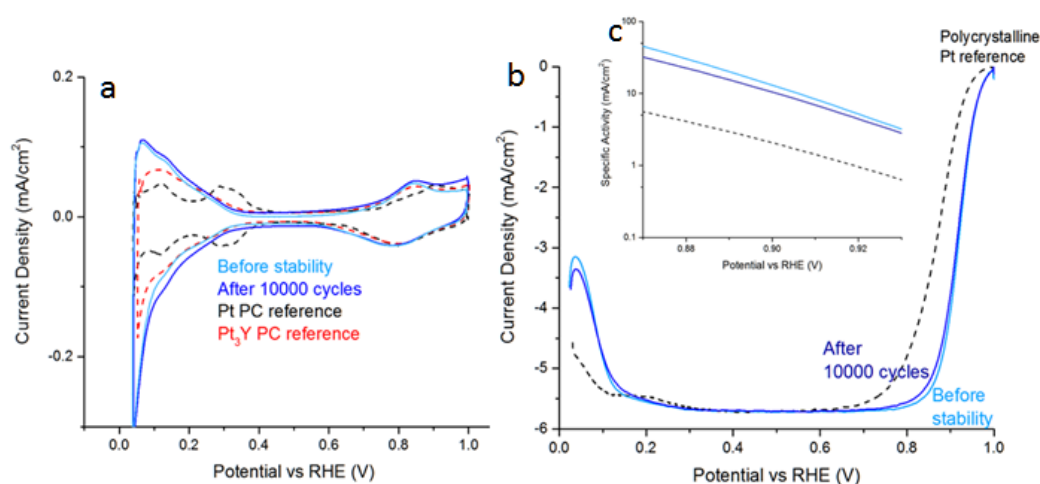 a
0.2
0.0
-0.2
Current Density (mA/cm²)
0.0
0.2
0.4
0.6
0.8
1.0
Potential vs RHE (V)
Before stability
After 10000 cycles
Pt PC reference
Pt₃Y PC reference
b
0
-1
-2
-3
-4
-5
-6
Current Density (mA/cm²)
0.0
0.2
0.4
0.6
0.8
1.0
Potential vs RHE (V)
Polycrystalline
Pt reference
After
10000 cycles
Before
stability
c
100
10
1
0.1
Specific Activity (mA/cm²)
0.88
0.90
0.92
Potential vs RHE (V)